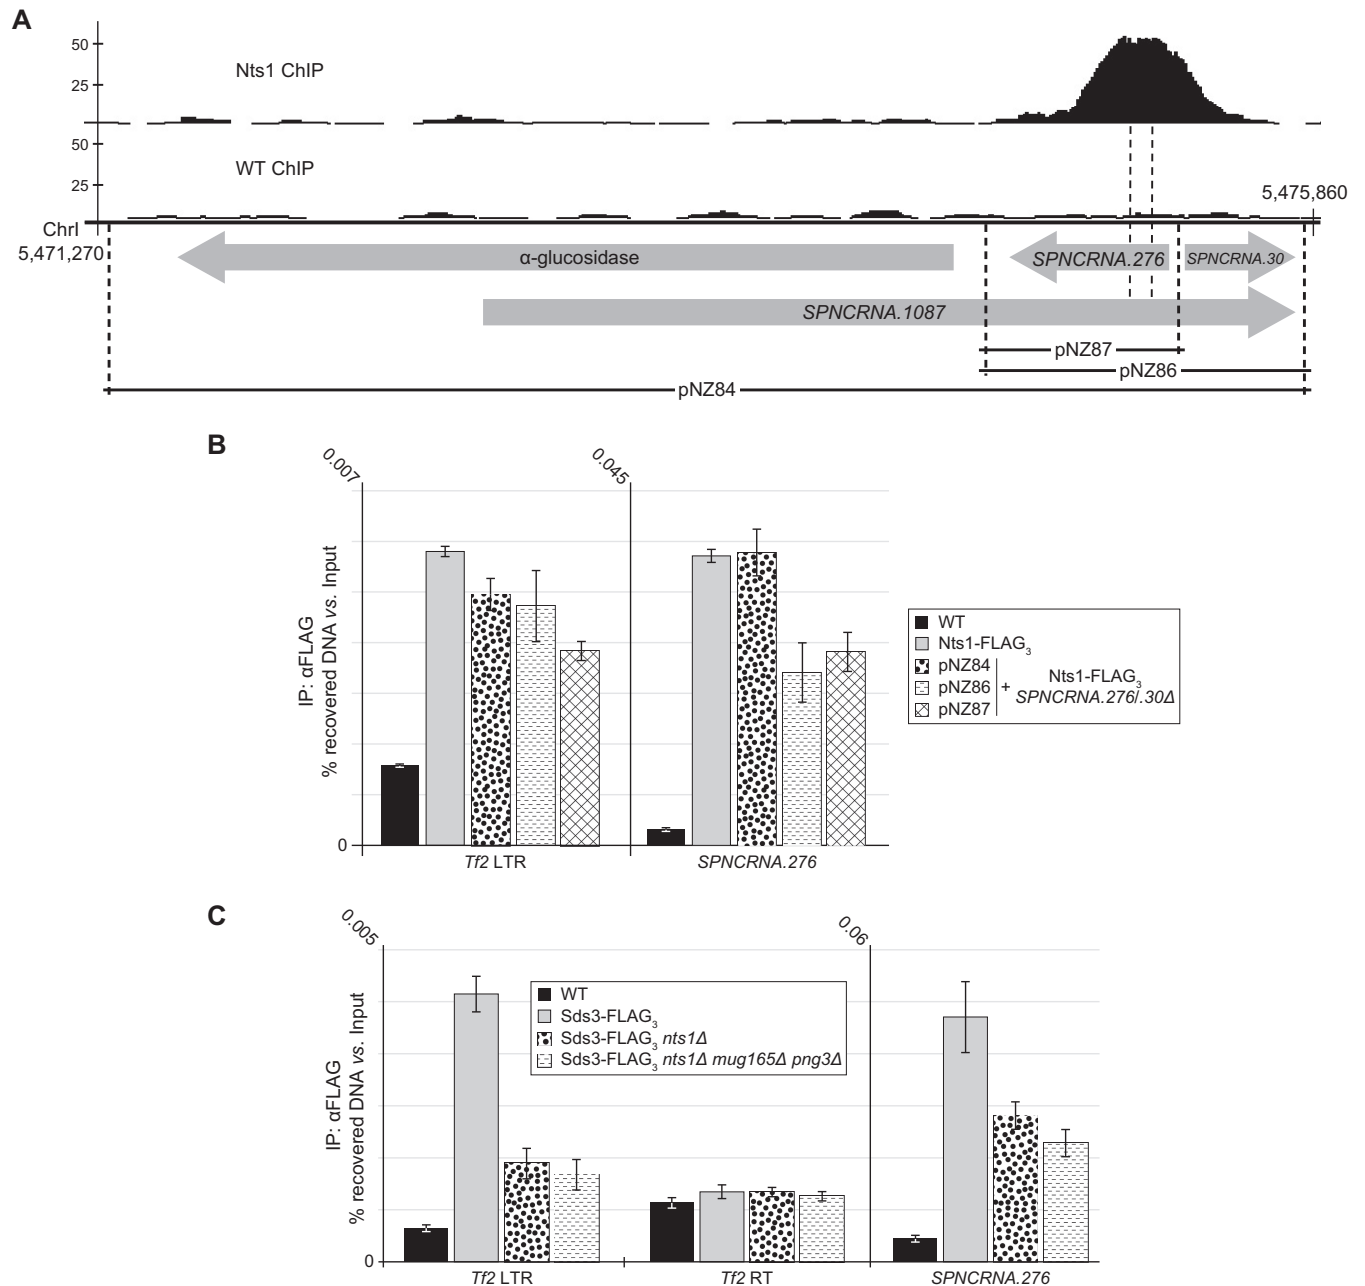 A
50
25
Nts1 ChIP
50
25
WT ChIP
5,475,860
ChrI
5,471,270
α-glucosidase
SPNCRNA.276
SPNCRNA.30
SPNCRNA.1087
pNZ87
pNZ86
pNZ84
B
0.007
0.045
IP: αFLAG
% recovered DNA vs. Input
0
Tf2 LTR
SPNCRNA.276
WT
Nts1-FLAG3
pNZ84
pNZ86
pNZ87
+
Nts1-FLAG3
SPNCRNA.276/.30Δ
C
0.005
0.06
IP: αFLAG
% recovered DNA vs. Input
0
WT
Sds3-FLAG3
Sds3-FLAG3 nts1Δ
Sds3-FLAG3 nts1Δ mug165Δ png3Δ
Tf2 LTR
Tf2 RT
SPNCRNA.276